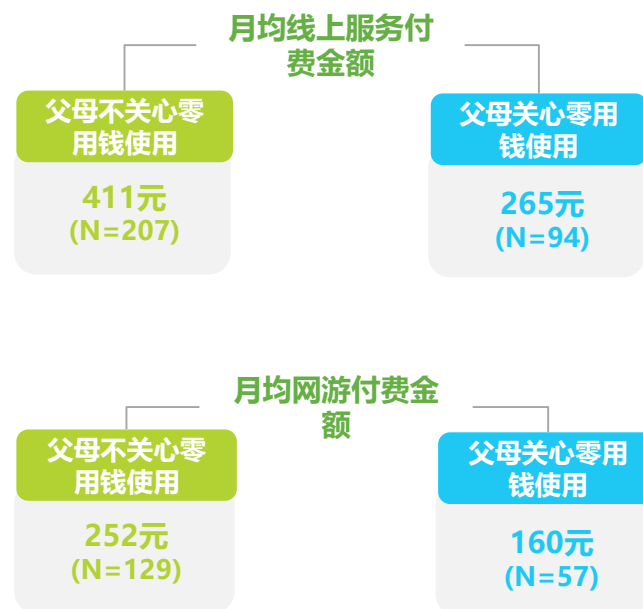 月均线上服务付
费金额
父母不关心零
用钱使用
411元
(N=207)
父母关心零用
钱使用
265元
(N=94)
月均网游付费金
额
父母不关心零
用钱使用
252元
(N=129)
父母关心零用
钱使用
160元
(N=57)